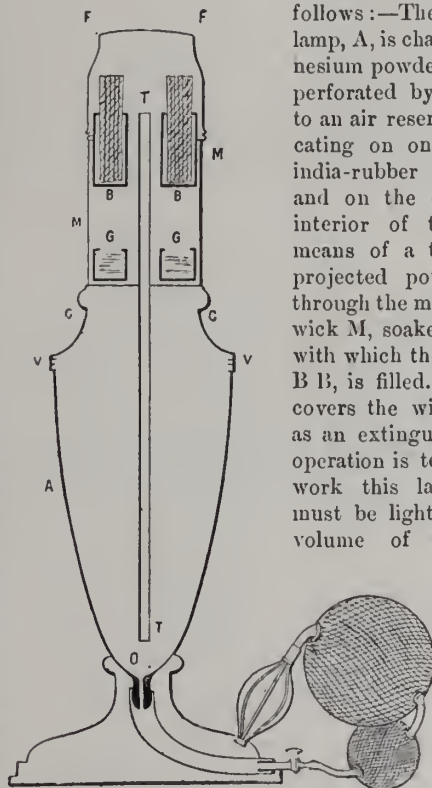 F F
follows :—The
lamp, A, is cha
nesium powde
perforated by
to an air reser
cating on on
india-rubber
and on the
interior of t
means of a t
projected po
through the m
wick M, soake
with which th
B B, is filled.
covers the wi
as an extingu
operation is te
work this la
must be light
volume of
T
M
B B
M
G G
C C
V V
A
T
O